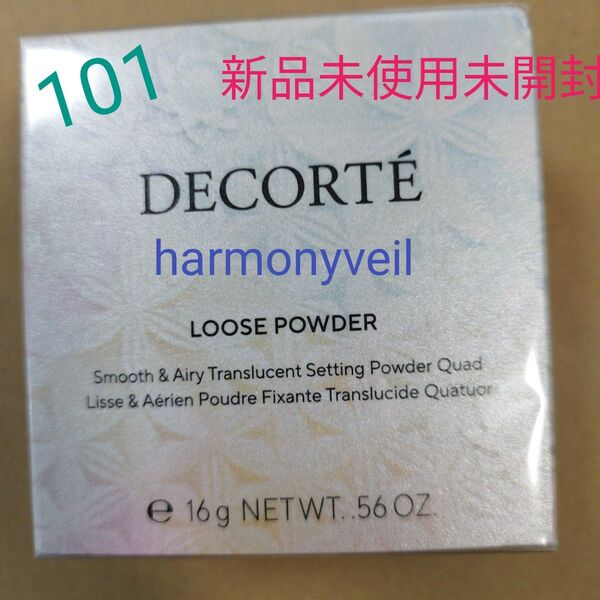 101
新品未使用未開封
DECORTÉ
harmonyveil
LOOSE POWDER
Smooth & Airy Translucent Setting Powder Quad
Lisse & Aérien Poudre Fixante Translucide Quatuor
℮ 16 g NET WT. .56 OZ.